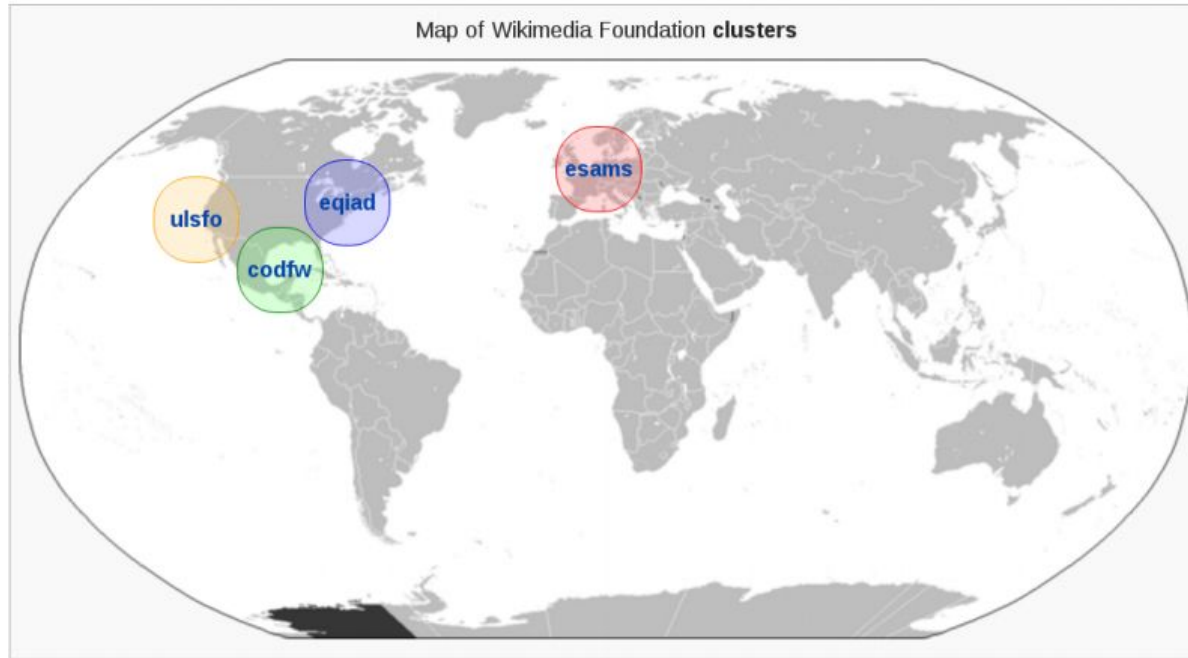 Map of Wikimedia Foundation clusters
esams
eqiad
ulsfo
codfw